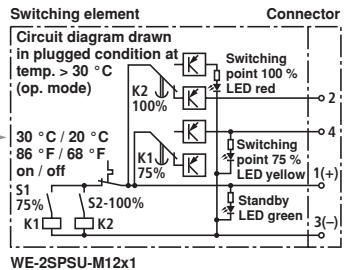 Switching element
Connector
Circuit diagram drawn
in plugged condition at
temp. > 30 °C
(op. mode)
Switching
point 100 %
LED red
K2
100%
2
4
30 °C / 20 °C
86 °F / 68 °F
on / off
K1
75%
Switching
point 75 %
LED yellow
1(+)
S1
75%
S2-100%
Standby
LED green
K1
K2
3(–)
WE-2SPSU-M12x1